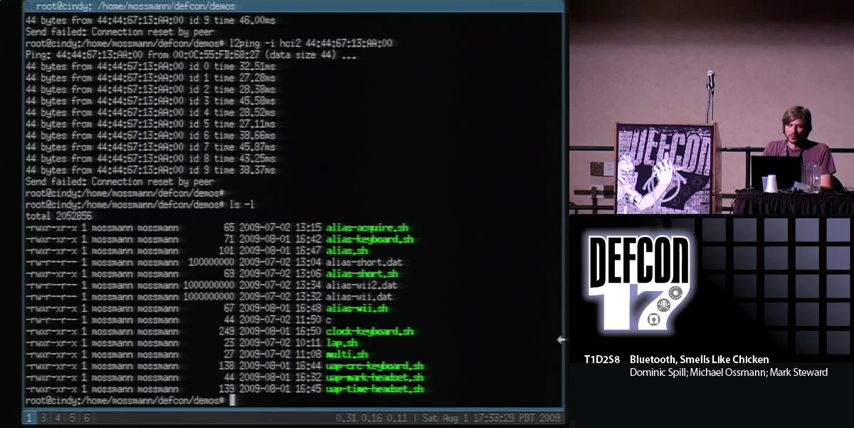 root@cindy: /home/mossmann/defcon/demos
44 bytes from 44:44:67:13:AA:00 id 9 time 46.00ms
Send failed: Connection reset by peer
root@cindy:/home/mossmann/defcon/demos# l2ping -i hci2 44:44:67:13:AA:00
Ping: 44:44:67:13:AA:00 from 00:0C:55:FD:68:27 (data size 44) ...
44 bytes from 44:44:67:13:AA:00 id 0 time 32.51ms
44 bytes from 44:44:67:13:AA:00 id 1 time 27.28ms
44 bytes from 44:44:67:13:AA:00 id 2 time 28.38ms
44 bytes from 44:44:67:13:AA:00 id 3 time 45.58ms
44 bytes from 44:44:67:13:AA:00 id 4 time 28.52ms
44 bytes from 44:44:67:13:AA:00 id 5 time 27.11ms
44 bytes from 44:44:67:13:AA:00 id 6 time 38.66ms
44 bytes from 44:44:67:13:AA:00 id 7 time 45.87ms
44 bytes from 44:44:67:13:AA:00 id 8 time 43.25ms
44 bytes from 44:44:67:13:AA:00 id 9 time 38.37ms
Send failed: Connection reset by peer
root@cindy:/home/mossmann/defcon/demos#
root@cindy:/home/mossmann/defcon/demos# ls -l
total 2052856
-rwxr-xr-x 1 mossmann mossmann 65 2009-07-02 13:15 alias-acquire.sh
-rwxr-xr-x 1 mossmann mossmann 71 2009-08-01 16:42 alias-keyboard.sh
-rwxr-xr-x 1 mossmann mossmann 101 2009-08-01 16:47 alias.sh
-rw-r--r-- 1 mossmann mossmann 100000000 2009-07-02 13:04 alias-short.dat
-rwxr-xr-x 1 mossmann mossmann 69 2009-07-02 13:06 alias-short.sh
-rw-r--r-- 1 mossmann mossmann 1000000000 2009-07-02 13:34 alias-wii2.dat
-rw-r--r-- 1 mossmann mossmann 1000000000 2009-07-02 13:32 alias-wii.dat
-rwxr-xr-x 1 mossmann mossmann 67 2009-08-01 16:48 alias-wii.sh
-rw-r--r-- 1 mossmann mossmann 44 2009-07-02 11:50 c
-rwxr-xr-x 1 mossmann mossmann 249 2009-08-01 16:50 clock-keyboard.sh
-rwxr-xr-x 1 mossmann mossmann 23 2009-07-02 10:11 lap.sh
-rwxr-xr-x 1 mossmann mossmann 27 2009-07-02 11:08 multi.sh
-rwxr-xr-x 1 mossmann mossmann 138 2009-08-01 16:44 uap-crc-keyboard.sh
-rwxr-xr-x 1 mossmann mossmann 44 2009-08-01 16:32 uap-mark-headset.sh
-rwxr-xr-x 1 mossmann mossmann 139 2009-08-01 16:45 uap-time-headset.sh
root@cindy:/home/mossmann/defcon/demos#
1 3 4 5 6
0.31 0.16 0.11 | Sat Aug 1 17:33:29 PDT 2009
DEFCON
DEFCON
17
T1D2S8 Bluetooth, Smells Like Chicken
Dominic Spill; Michael Ossmann; Mark Steward